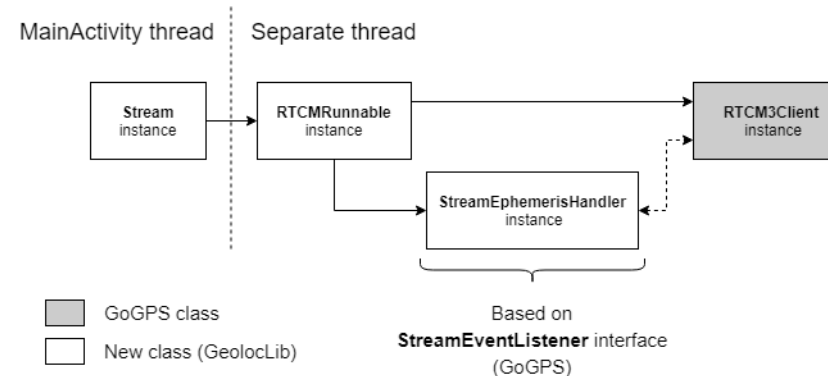 MainActivity thread
Separate thread
Stream
instance
RTCMRunnable
instance
RTCM3Client
instance
StreamEphemerisHandler
instance
GoGPS class
New class (GeolocLib)
Based on
StreamEventListener interface
(GoGPS)